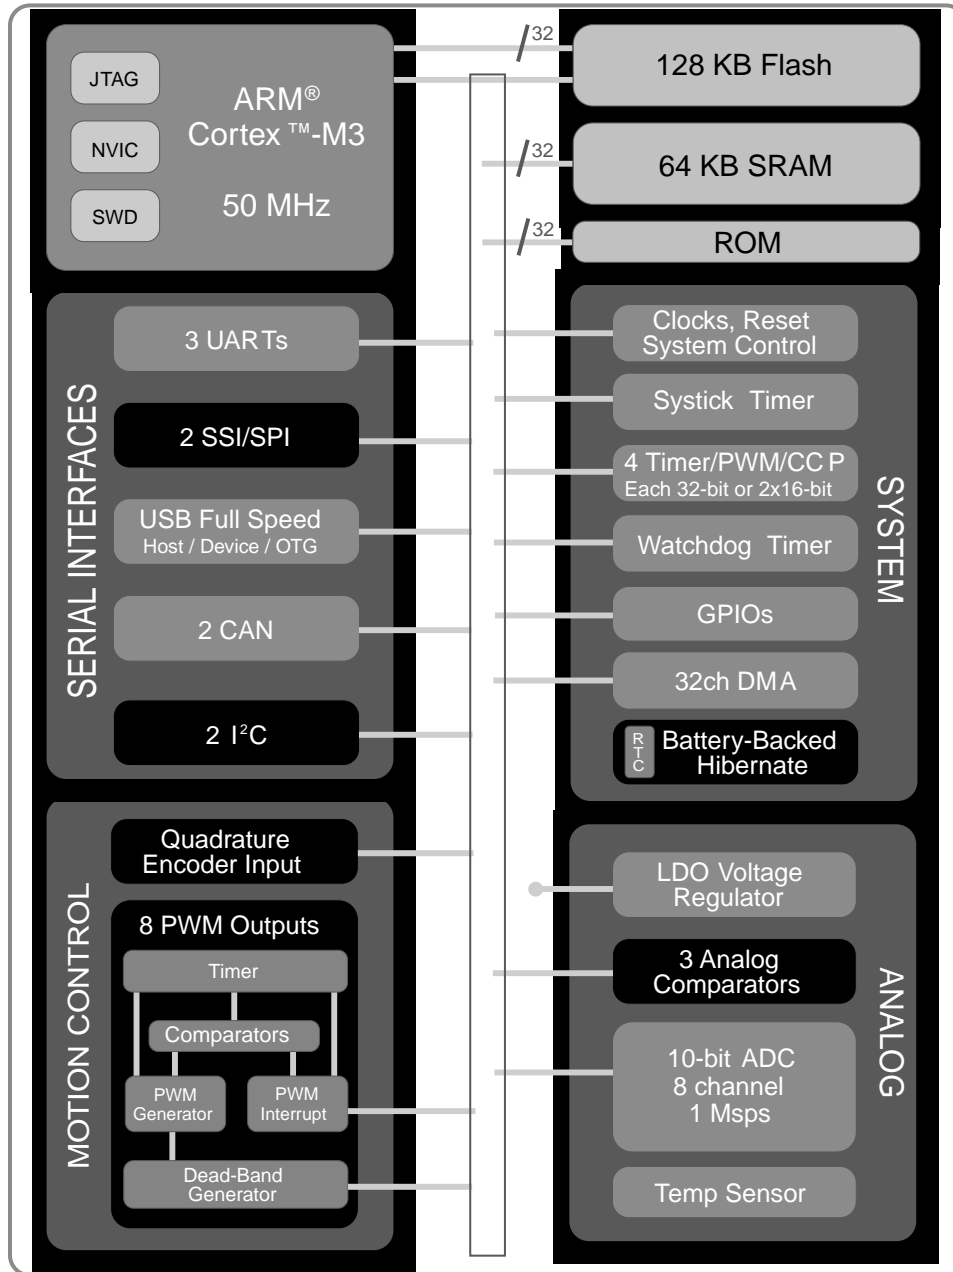 JTAG
NVIC
SWD
ARM®
Cortex™-M3
50 MHz
32
128 KB Flash
32
64 KB SRAM
32
ROM
SERIAL INTERFACES
3 UARTs
2 SSI/SPI
USB Full Speed
Host / Device / OTG
2 CAN
2 I²C
SYSTEM
Clocks, Reset
System Control
Systick Timer
4 Timer/PWM/CCP
Each 32-bit or 2x16-bit
Watchdog Timer
GPIOs
32ch DMA
RTC
Battery-Backed
Hibernate
MOTION CONTROL
Quadrature
Encoder Input
8 PWM Outputs
Timer
Comparators
PWM
Generator
PWM
Interrupt
Dead-Band
Generator
ANALOG
LDO Voltage
Regulator
3 Analog
Comparators
10-bit ADC
8 channel
1 Msps
Temp Sensor